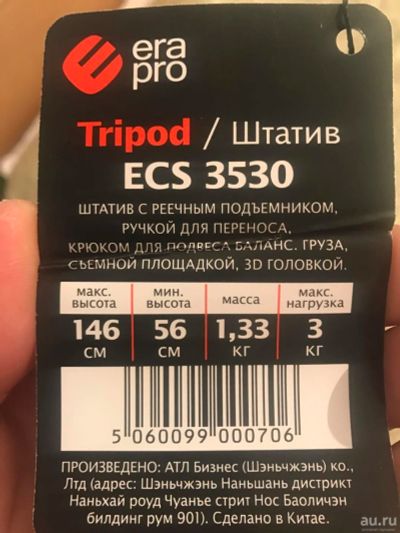 era
pro
Tripod / Штатив
ECS 3530
ШТАТИВ С РЕЕЧНЫМ ПОДЪЕМНИКОМ,
РУЧКОЙ ДЛЯ ПЕРЕНОСА,
КРЮКОМ ДЛЯ ПОДВЕСА БАЛАНС. ГРУЗА,
СЪЕМНОЙ ПЛОЩАДКОЙ, 3D ГОЛОВКОЙ.
макс. высота мин. высота масса макс. нагрузка
146 см 56 см 1,33 кг 3 кг
5 060099 000706
ПРОИЗВЕДЕНО: АТЛ Бизнес (Шэньчжэнь) ко.,
Лтд (адрес: Шэньчжэнь Наньшань дистрикт
Наньхай роуд Чуанье стрит Нос Баоличэн
билдинг рум 901). Сделано в Китае.
au.ru